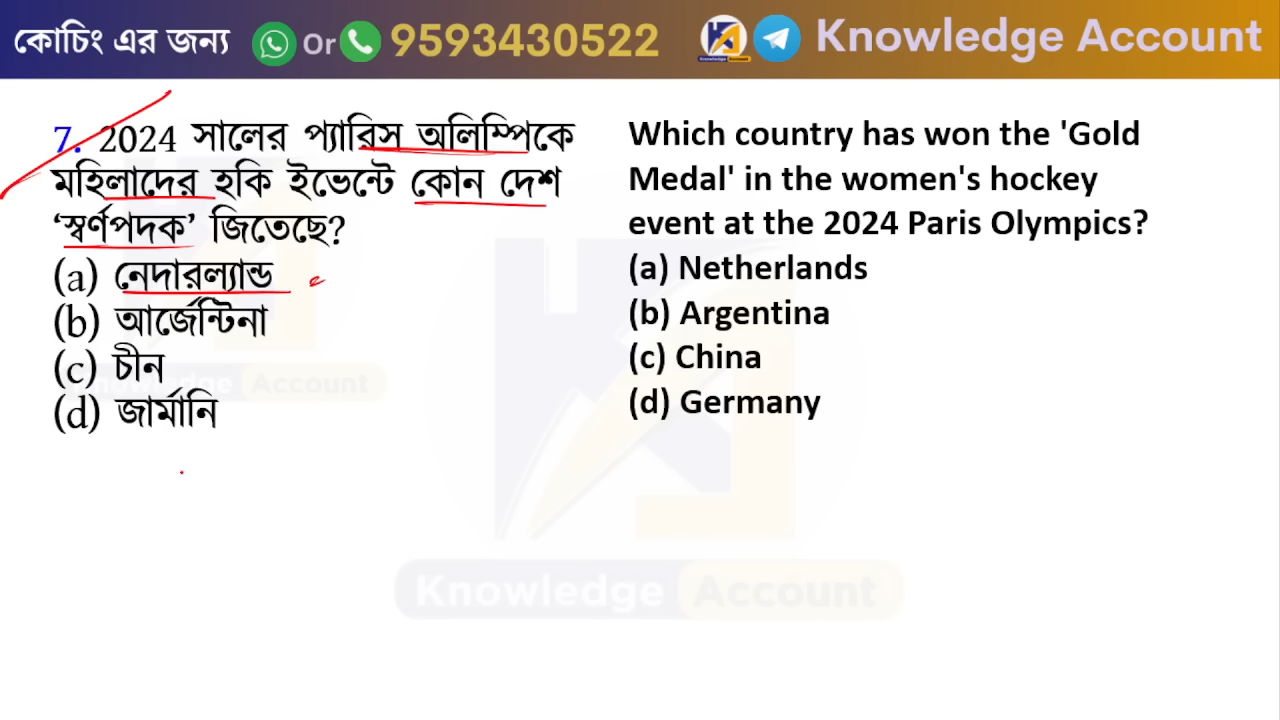 কোচিং এর জন্য Or 9593430522 Knowledge Account
7. 2024 সালের প্যারিস অলিম্পিকে
মহিলাদের হকি ইভেন্টে কোন দেশ
‘স্বর্ণপদক’ জিতেছে?
(a) নেদারল্যান্ড
(b) আর্জেন্টিনা
(c) চীন
(d) জার্মানি
Which country has won the 'Gold
Medal' in the women's hockey
event at the 2024 Paris Olympics?
(a) Netherlands
(b) Argentina
(c) China
(d) Germany
Knowledge Account
Knowledge Account